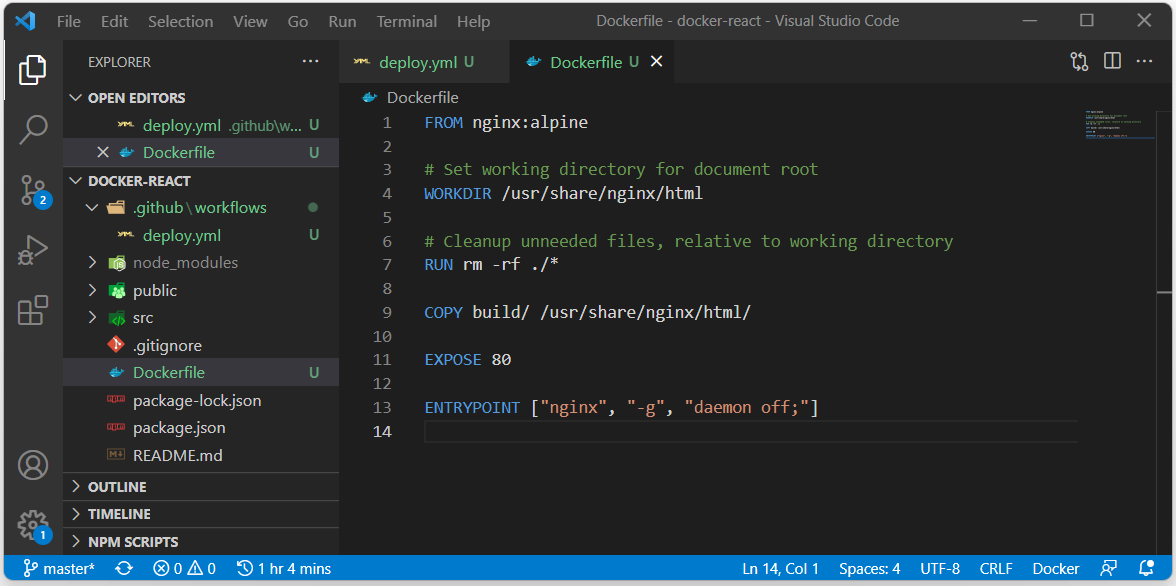 File Edit Selection View Go Run Terminal Help Dockerfile - docker-react - Visual Studio Code
EXPLORER
deploy.yml U Dockerfile U
OPEN EDITORS
deploy.yml .github\w... U
Dockerfile U
DOCKER-REACT
.github\workflows
deploy.yml U
node_modules
public
src
.gitignore
Dockerfile U
package-lock.json
package.json
README.md
OUTLINE
TIMELINE
NPM SCRIPTS
2
1
Dockerfile
1 FROM nginx:alpine
2
3 # Set working directory for document root
4 WORKDIR /usr/share/nginx/html
5
6 # Cleanup unneeded files, relative to working directory
7 RUN rm -rf ./*
8
9 COPY build/ /usr/share/nginx/html/
10
11 EXPOSE 80
12
13 ENTRYPOINT ["nginx", "-g", "daemon off;"]
14
master* 0 0 1 hr 4 mins Ln 14, Col 1 Spaces: 4 UTF-8 CRLF Docker